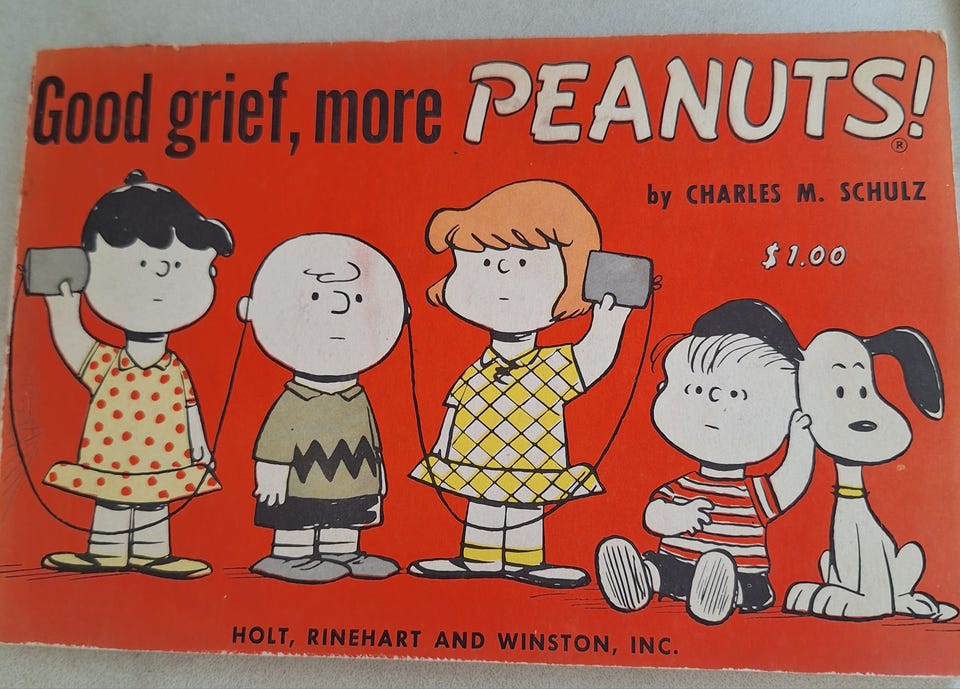 Good grief, more PEANUTS!®
by CHARLES M. SCHULZ
$1.00
HOLT, RINEHART AND WINSTON, INC.